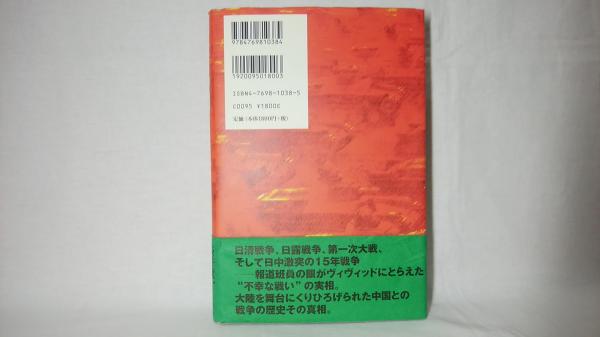 9784769810384
1920095018003
ISBN4-7698-1038-5
C0095 ¥1800E
定価（本体1800円+税）
日清戦争、日露戦争、第一次大戦、
そして日中激突の15年戦争
――報道班員の眼がヴィヴィッドにとらえた
“不幸な戦い”の実相。
大陸を舞台にくりひろげられた中国との
戦争の歴史その真相。